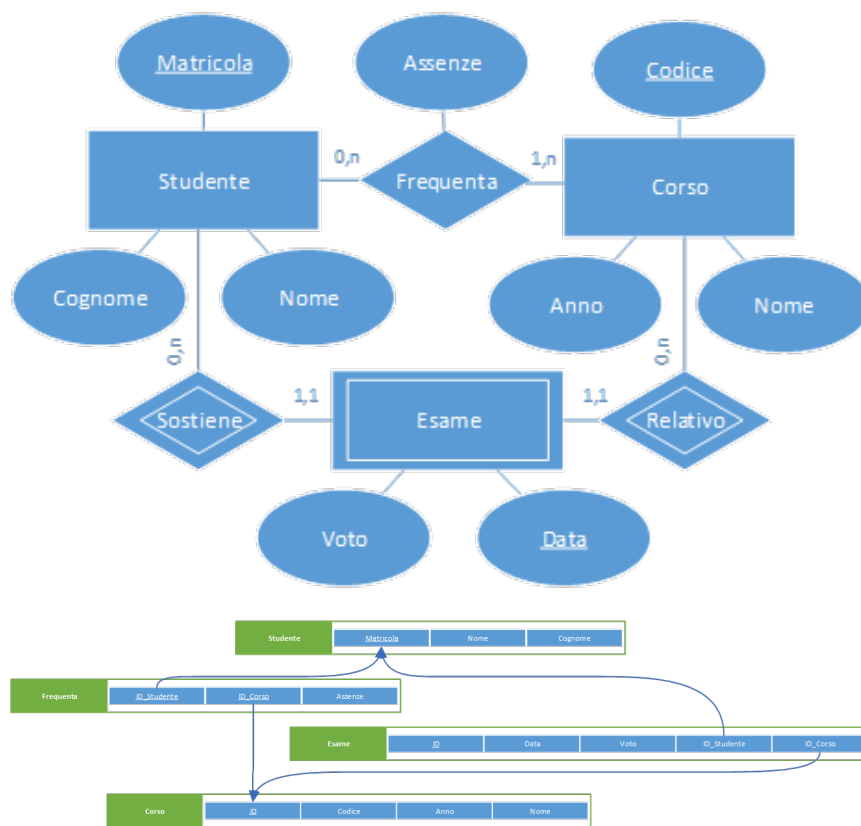 Matricola
Assenze
Codice
0,n
1,n
Studente
Frequenta
Corso
Cognome
Nome
Anno
Nome
0,n
0,n
1,1
1,1
Sostiene
Esame
Relativo
Voto
Data
Studente Matricola Nome Cognome
Frequenta ID_Studente ID_Corso Assenze
Esame ID Data Voto ID_Studente ID_Corso
Corso ID Codice Anno Nome